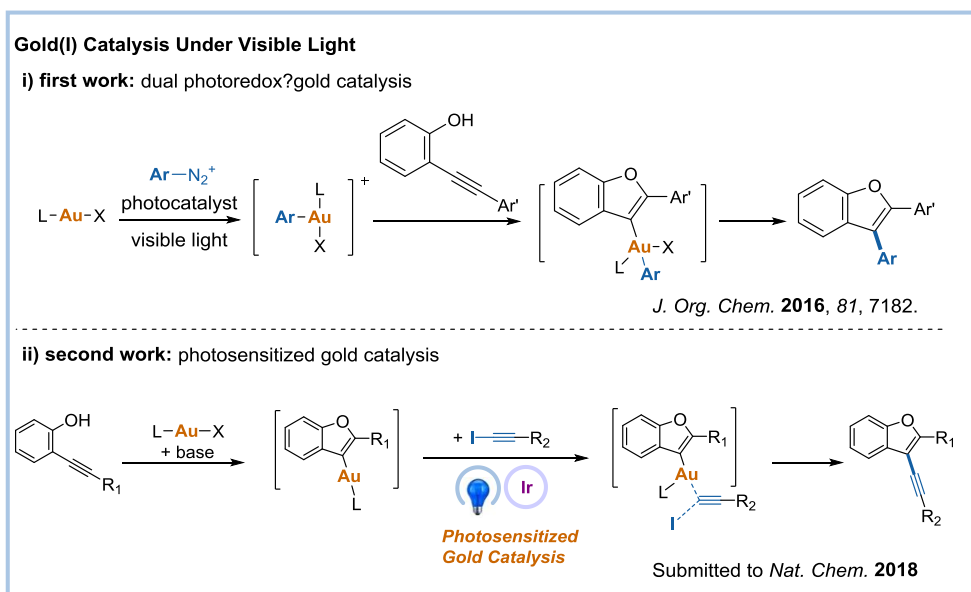 Gold(I) Catalysis Under Visible Light
i) first work: dual photoredox?gold catalysis
Ar—N₂⁺
photocatalyst
visible light
L-Au-X
L
Ar-Au
X
+
OH
Ar'
O
Ar'
Au-X
L
Ar
O
Ar'
Ar
J. Org. Chem. 2016, 81, 7182.
ii) second work: photosensitized gold catalysis
OH
R₁
L-Au-X
+ base
O
R₁
Au
L
+ I R₂
Ir
Photosensitized
Gold Catalysis
O
R₁
Au
L
R₂
I
O
R₁
R₂
Submitted to Nat. Chem. 2018